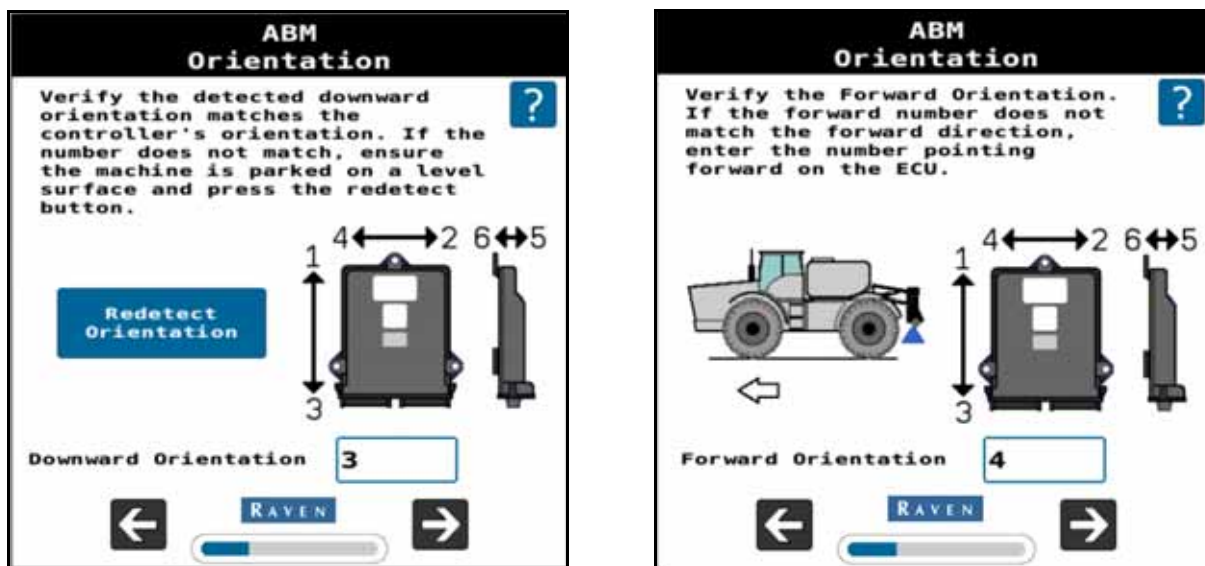 ABM
Orientation
Verify the detected downward
orientation matches the
controller's orientation. If the
number does not match, ensure
the machine is parked on a level
surface and press the redetect
button.
?
4 2 6 5
1
Redetect
Orientation
3
Downward Orientation 3
RAVEN
ABM
Orientation
Verify the Forward Orientation.
If the forward number does not
match the forward direction,
enter the number pointing
forward on the ECU.
?
4 2 6 5
1
3
Forward Orientation 4
RAVEN